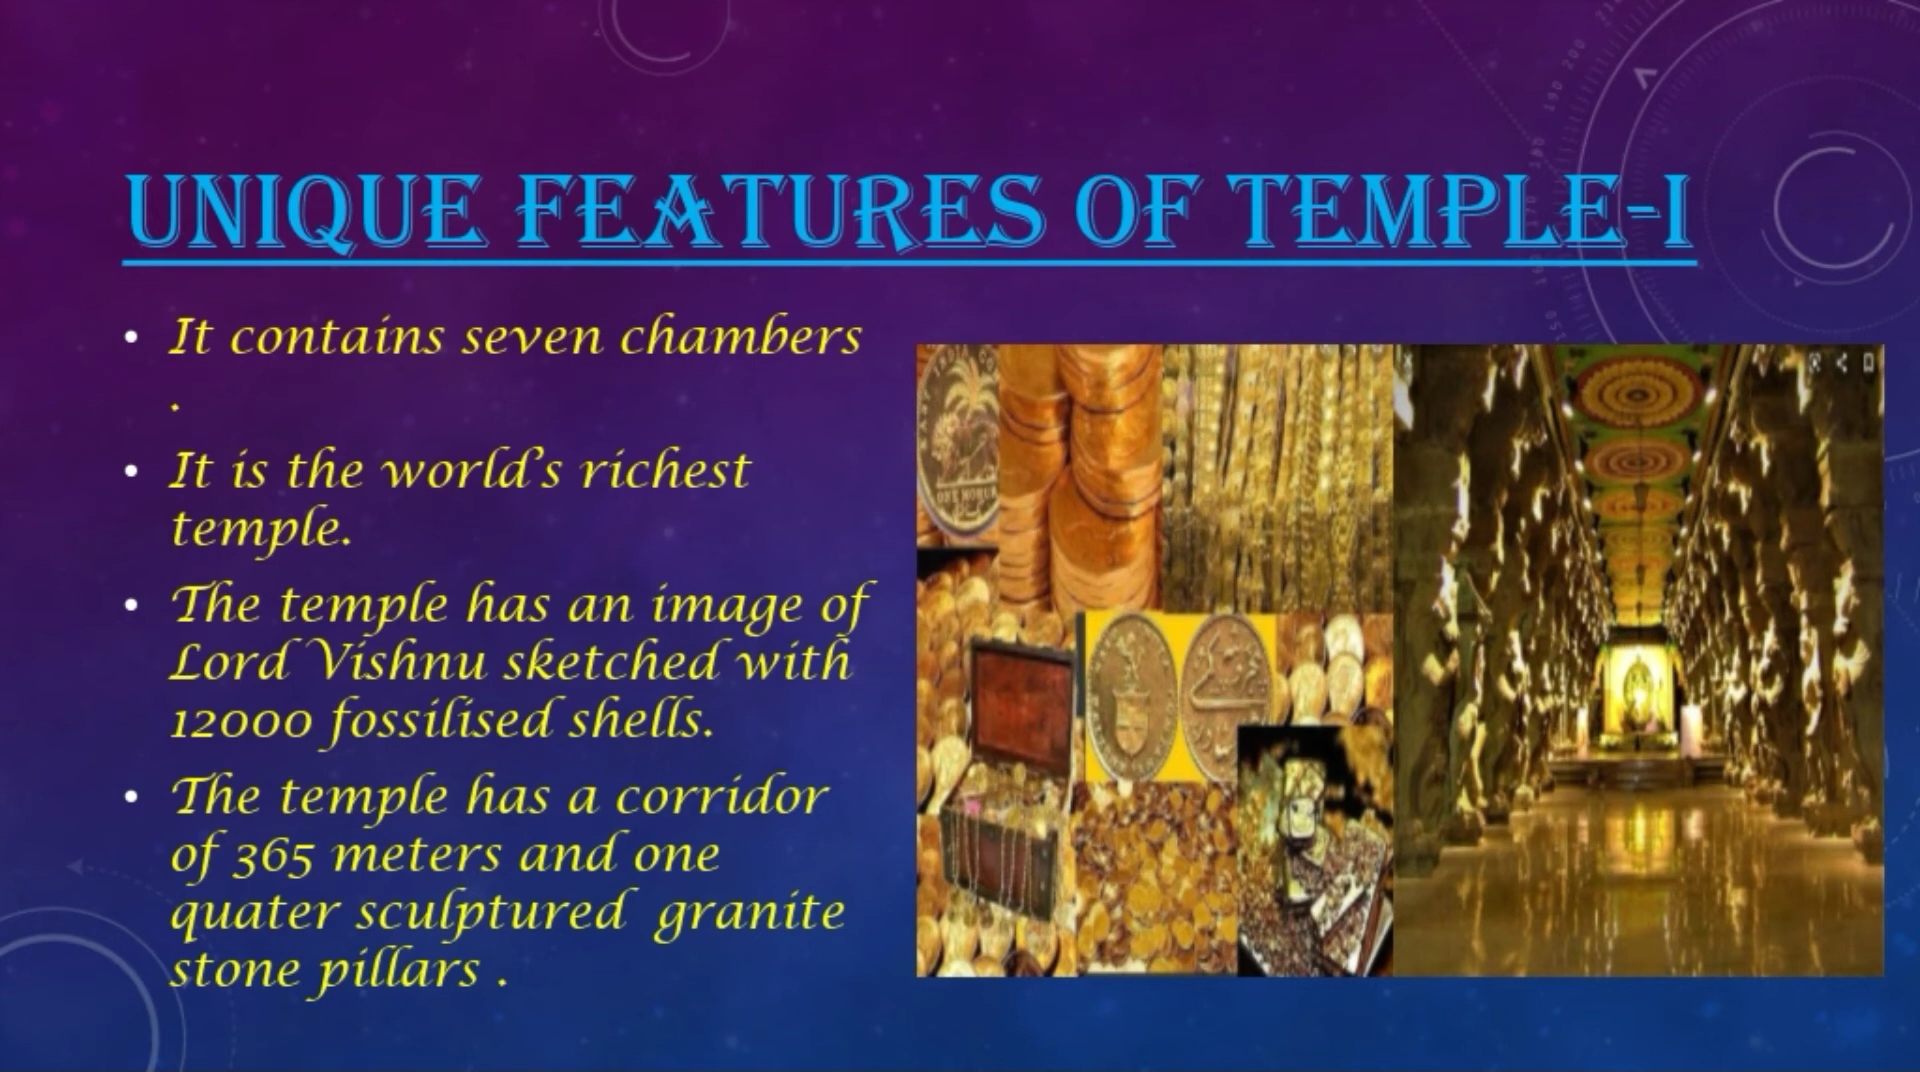 UNIQUE FEATURES OF TEMPLE-I
• It contains seven chambers
.
• It is the world's richest
temple.
• The temple has an image of
Lord Vishnu sketched with
12000 fossilised shells.
• The temple has a corridor
of 365 meters and one
quater sculptured granite
stone pillars .